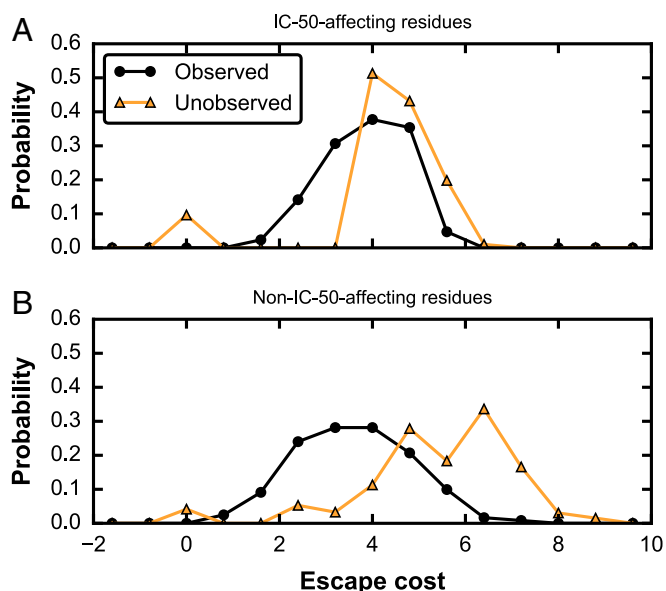 A
IC-50-affecting residues
0.6
0.5
0.4
0.3
0.2
0.1
0.0
Probability
Observed
Unobserved
B
Non-IC-50-affecting residues
0.6
0.5
0.4
0.3
0.2
0.1
0.0
Probability
−2 0 2 4 6 8 10
Escape cost